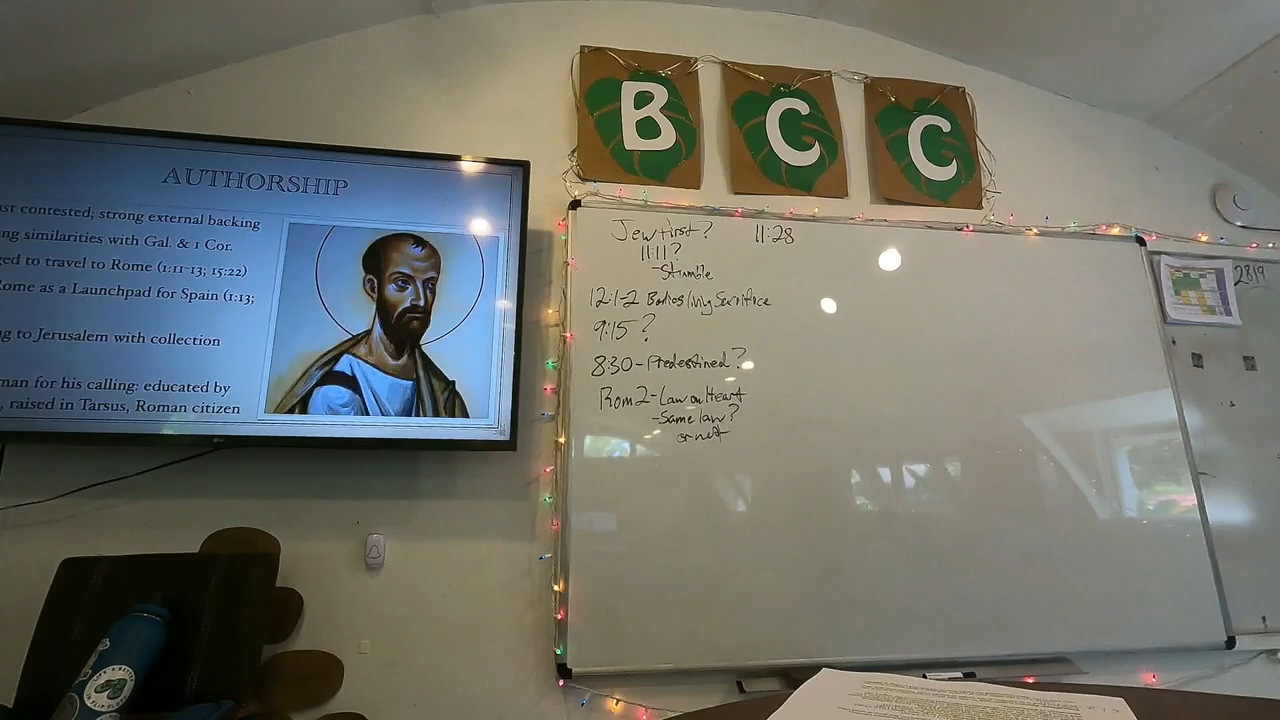 AUTHORSHIP
st contested; strong external backing
ng similarities with Gal. & 1 Cor.
ged to travel to Rome (1:11-13; 15:22)
ome as a Launchpad for Spain (1:13;
g to Jerusalem with collection
man for his calling: educated by
, raised in Tarsus, Roman citizen
B C C
Jew first? 11:28
11:11?
-Stumble
12:1-2 Bodies living Sacrifice
9:15?
8:30-Predestined?
Rom 2-Law on Heart
-Same law?
or not
2819